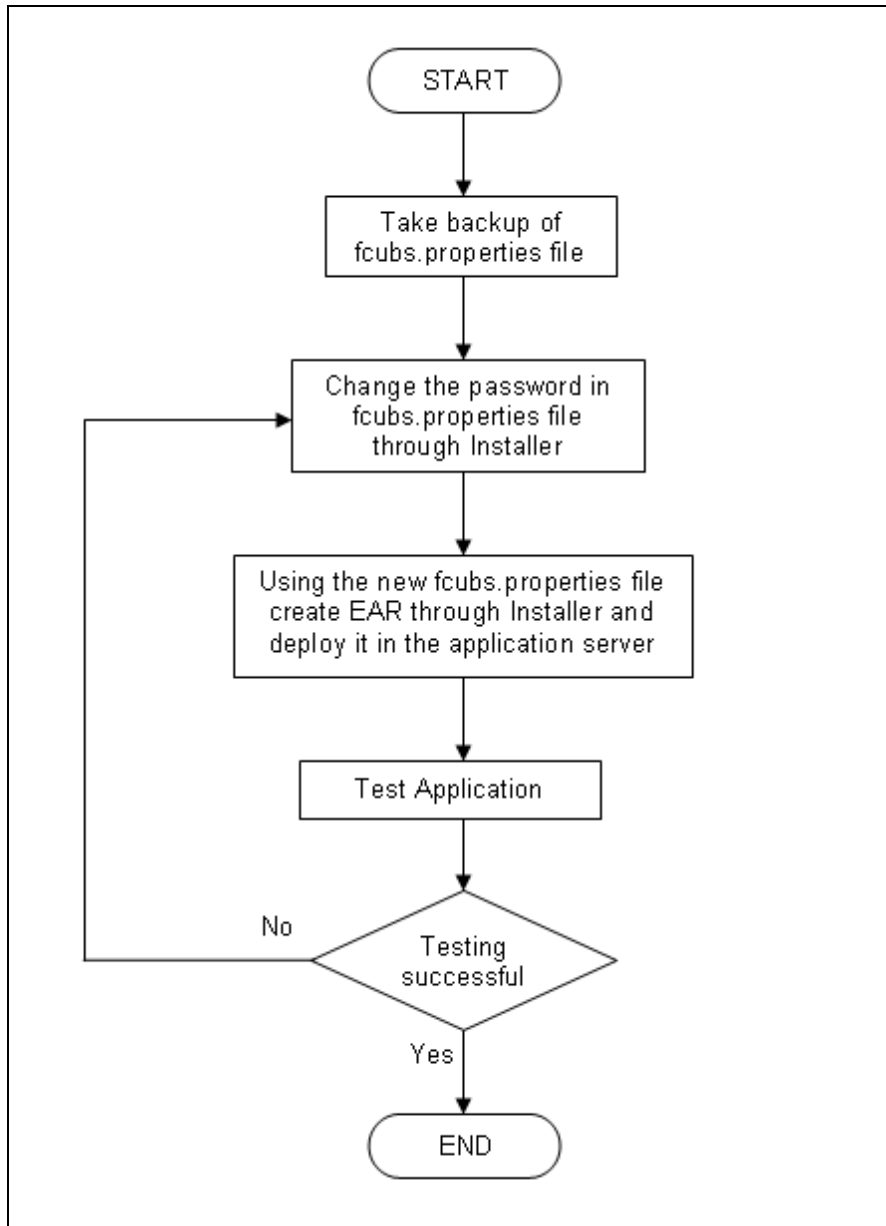 START
Take backup of
fcubs.properties file
Change the password in
fcubs.properties file
through Installer
Using the new fcubs.properties file
create EAR through Installer and
deploy it in the application server
Test Application
No
Testing
successful
Yes
END